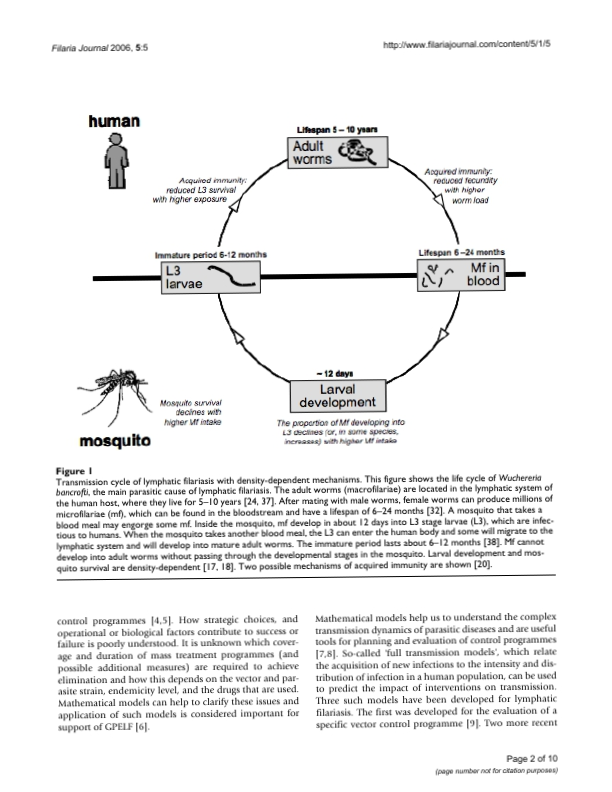 Filaria Journal 2006, 5:5
http://www.filariajournal.com/content/5/1/5
human
Lifespan 5 – 10 years
Adult
worms
Acquired immunity:
reduced L3 survival
with higher exposure
Acquired immunity:
reduced fecundity
with higher
worm load
Immature period 6-12 months
L3
larvae
Lifespan 6 –24 months
Mf in
blood
~ 12 days
Larval
development
Mosquito survival
declines with
higher Mf intake
The proportion of Mf developing into
L3 declines (or, in some species,
increases) with higher Mf intake
mosquito
Figure 1
Transmission cycle of lymphatic filariasis with density-dependent mechanisms. This figure shows the life cycle of Wuchereria
bancrofti, the main parasitic cause of lymphatic filariasis. The adult worms (macrofilariae) are located in the lymphatic system of
the human host, where they live for 5–10 years [24, 37]. After mating with male worms, female worms can produce millions of
microfilariae (mf), which can be found in the bloodstream and have a lifespan of 6–24 months [32]. A mosquito that takes a
blood meal may engorge some mf. Inside the mosquito, mf develop in about 12 days into L3 stage larvae (L3), which are infec-
tious to humans. When the mosquito takes another blood meal, the L3 can enter the human body and some will migrate to the
lymphatic system and will develop into mature adult worms. The immature period lasts about 6–12 months [38]. Mf cannot
develop into adult worms without passing through the developmental stages in the mosquito. Larval development and mos-
quito survival are density-dependent [17, 18]. Two possible mechanisms of acquired immunity are shown [20].
control programmes [4,5]. How strategic choices, and
operational or biological factors contribute to success or
failure is poorly understood. It is unknown which cover-
age and duration of mass treatment programmes (and
possible additional measures) are required to achieve
elimination and how this depends on the vector and par-
asite strain, endemicity level, and the drugs that are used.
Mathematical models can help to clarify these issues and
application of such models is considered important for
support of GPELF [6].
Mathematical models help us to understand the complex
transmission dynamics of parasitic diseases and are useful
tools for planning and evaluation of control programmes
[7,8]. So-called 'full transmission models', which relate
the acquisition of new infections to the intensity and dis-
tribution of infection in a human population, can be used
to predict the impact of interventions on transmission.
Three such models have been developed for lymphatic
filariasis. The first was developed for the evaluation of a
specific vector control programme [9]. Two more recent
Page 2 of 10
(page number not for citation purposes)